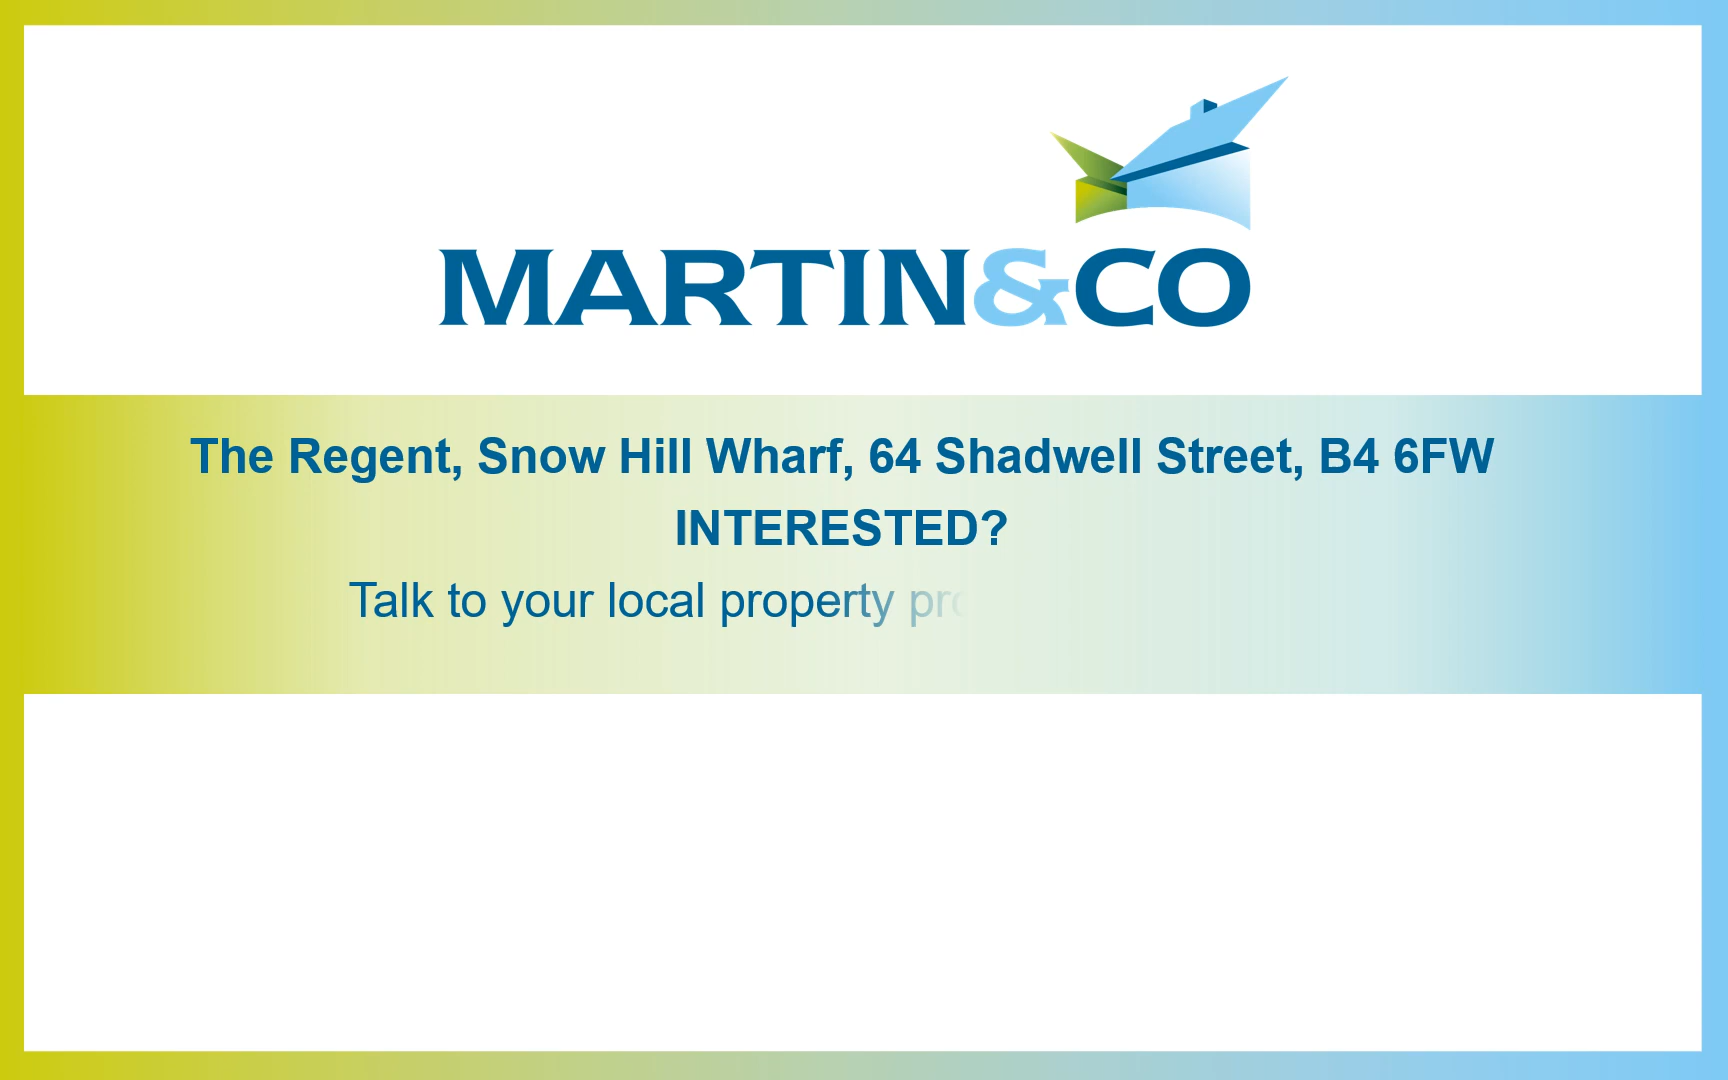 MARTIN&CO
The Regent, Snow Hill Wharf, 64 Shadwell Street, B4 6FW
INTERESTED?
Talk to your local property